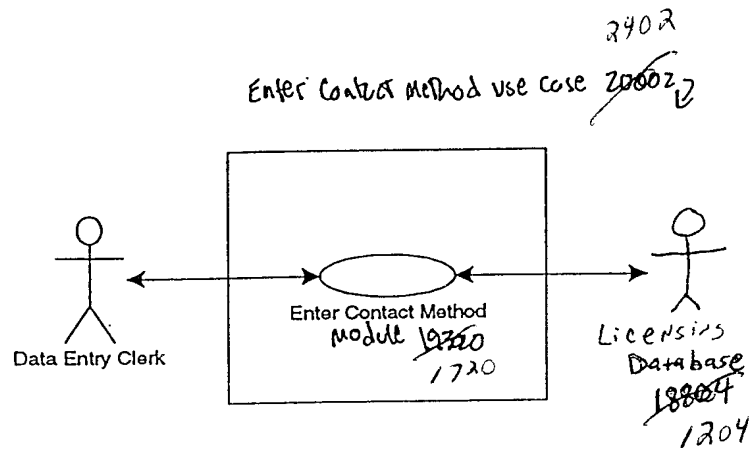 2402
Enter Contact Method use case 20002
Enter Contact Method
Module 19320
1720
Data Entry Clerk
Licensing
Database
18804
1204